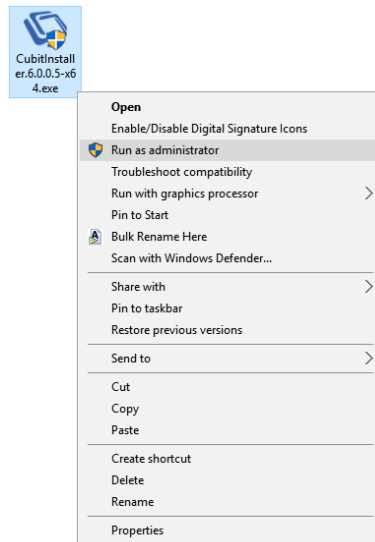 CubitInstall
er.6.0.0.5-x6
4.exe
Open
Enable/Disable Digital Signature Icons
Run as administrator
Troubleshoot compatibility
Run with graphics processor
Pin to Start
Bulk Rename Here
Scan with Windows Defender...
Share with
Pin to taskbar
Restore previous versions
Send to
Cut
Copy
Paste
Create shortcut
Delete
Rename
Properties